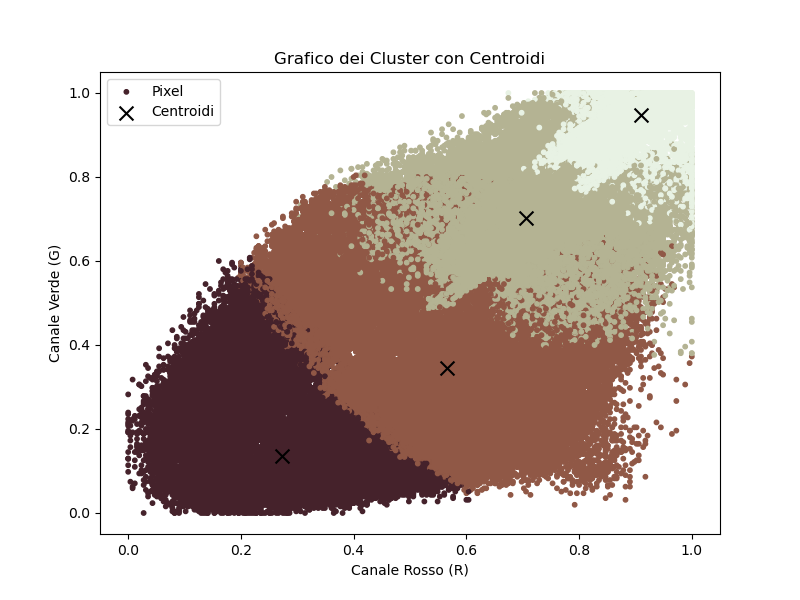 Grafico dei Cluster con Centroidi
Pixel
Centroidi
Canale Verde (G)
1.0
0.8
0.6
0.4
0.2
0.0
0.0 0.2 0.4 0.6 0.8 1.0
Canale Rosso (R)